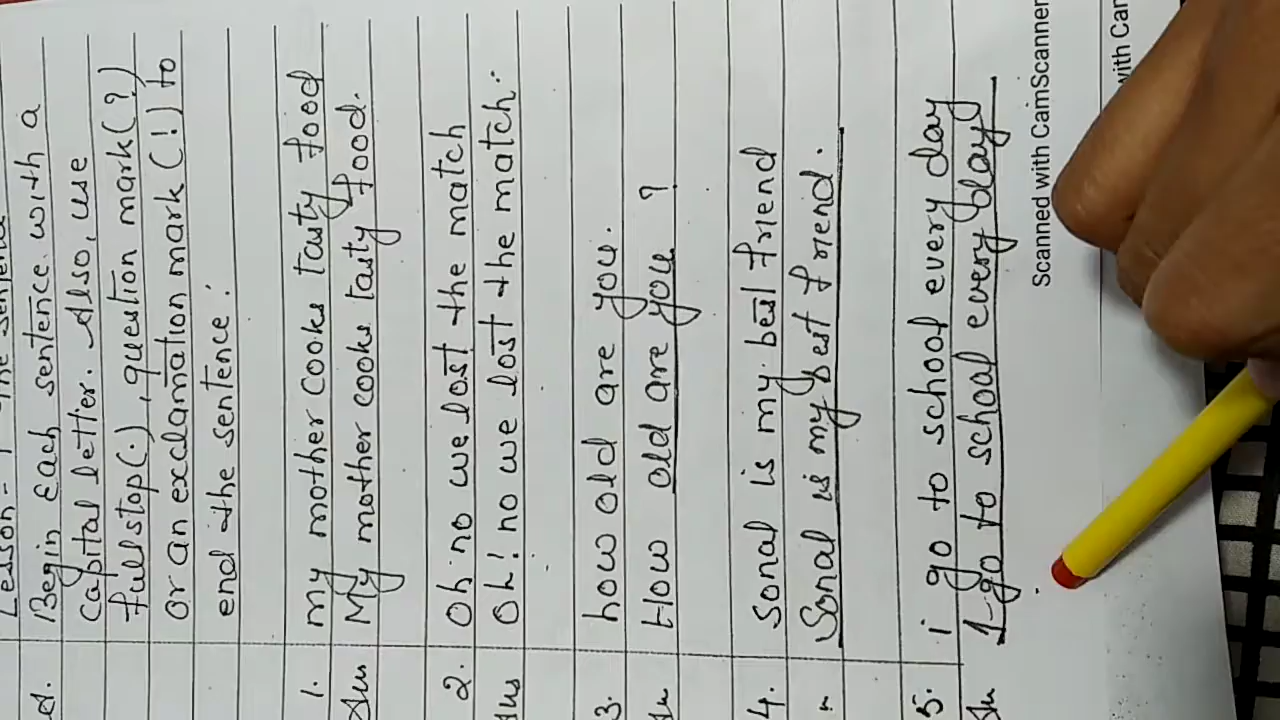 Lesson - 1 The sentence
A. Begin Each sentence with a
capital letter. Also, use
full stop (.), question mark (?)
or an exclamation mark (!) to
end the sentence.
1. my mother cooks tasty food
Ans My mother cooks tasty food.
2. Oh no we lost the match
Ans Oh! no we lost the match.
3. how old are you.
Ans How old are you ?
4. sonal is my best friend
" Sonal is my best friend.
5. i go to school every day
Ans I go to school every day
Scanned with CamScanner
with Cam